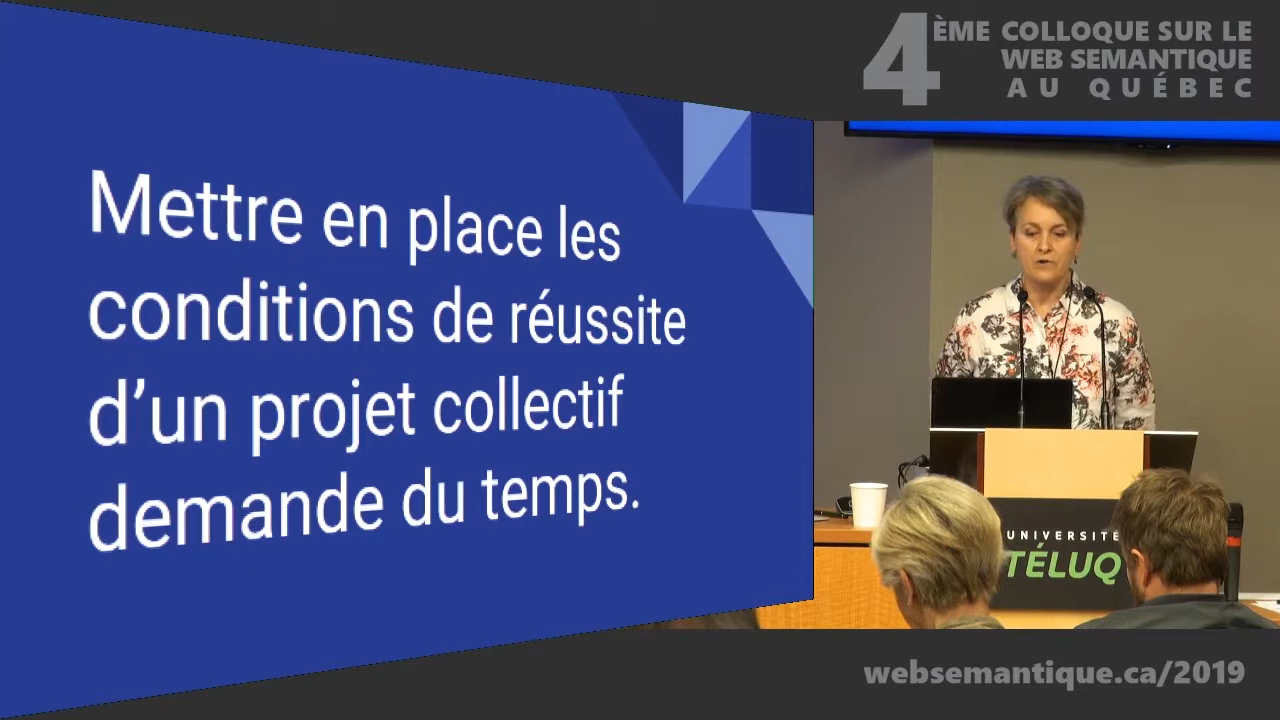 4ÈME COLLOQUE SUR LE
WEB SEMANTIQUE
AU QUÉBEC
Mettre en place les
conditions de réussite
d'un projet collectif
demande du temps.
UNIVERSITÉ
TÉLUQ
websemantique.ca/2019